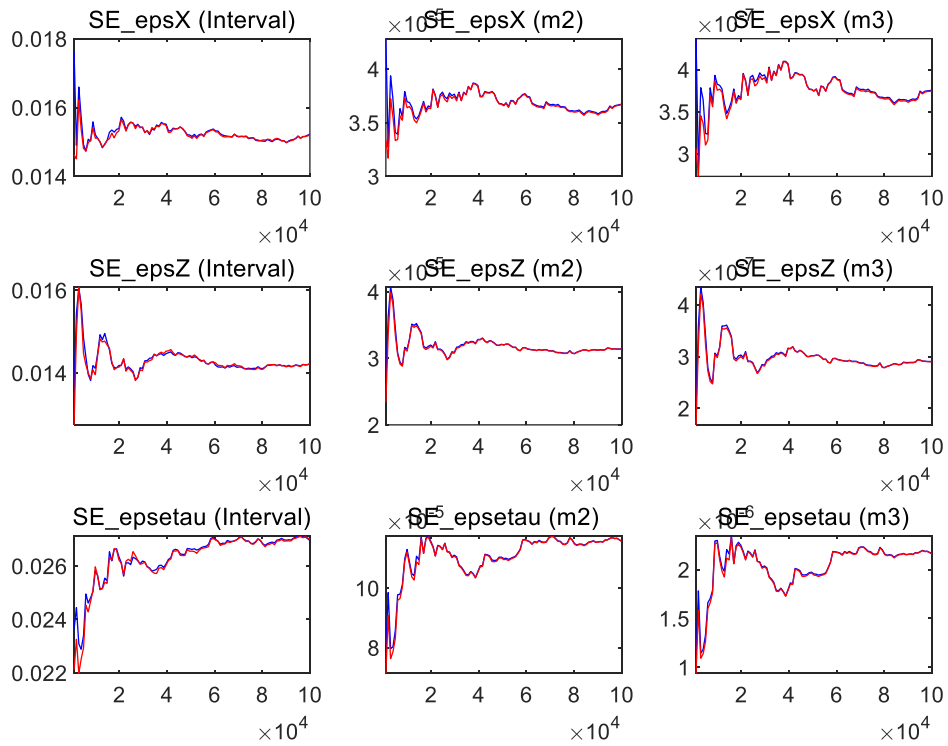 SE_epsX (Interval)
0.018
0.016
0.014
2 4 6 8 10
×10^4
×10^-5
SE_epsX (m2)
4
3.5
3
2 4 6 8 10
×10^4
×10^-7
SE_epsX (m3)
4
3.5
3
2 4 6 8 10
×10^4
SE_epsZ (Interval)
0.016
0.014
2 4 6 8 10
×10^4
×10^-5
SE_epsZ (m2)
4
3
2
2 4 6 8 10
×10^4
×10^-7
SE_epsZ (m3)
4
3
2
2 4 6 8 10
×10^4
SE_epsetau (Interval)
0.026
0.024
0.022
2 4 6 8 10
×10^4
×10^-5
SE_epsetau (m2)
10
8
2 4 6 8 10
×10^4
×10^-6
SE_epsetau (m3)
2
1.5
1
2 4 6 8 10
×10^4